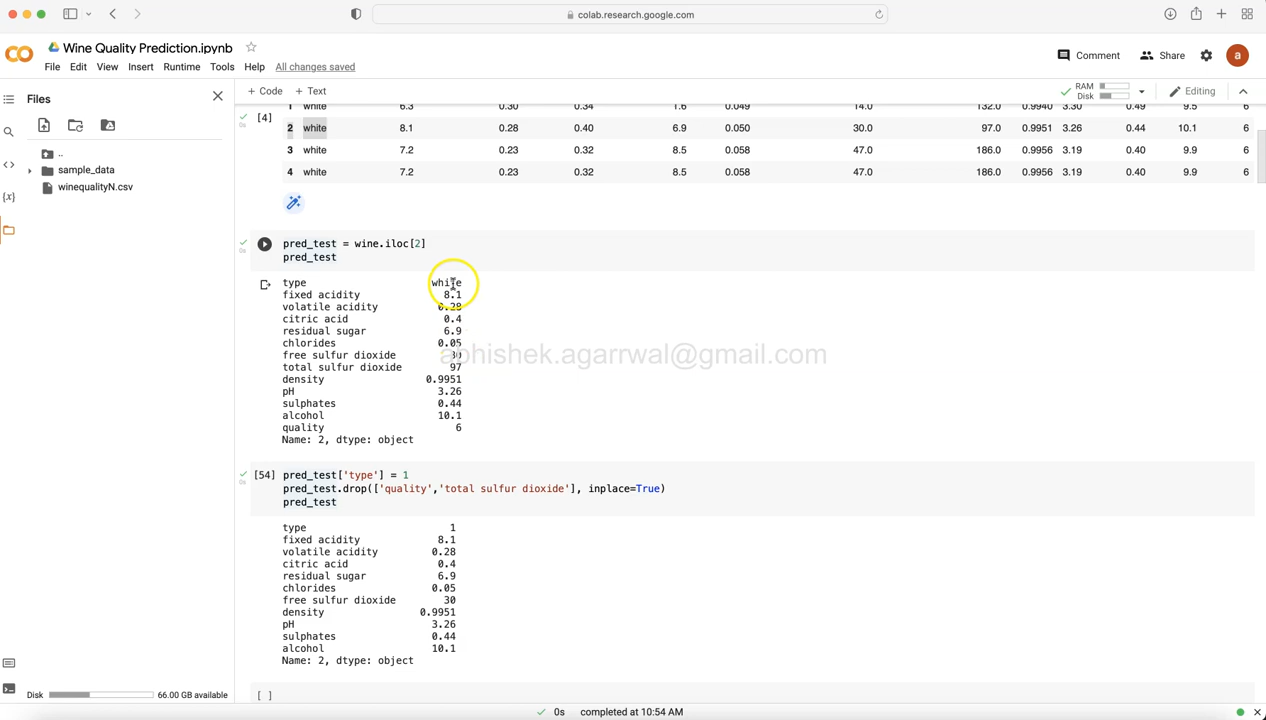 colab.research.google.com
CO Wine Quality Prediction.ipynb
File Edit View Insert Runtime Tools Help All changes saved
Comment Share a
Files
+ Code + Text
RAM
Disk
Editing
..
sample_data
winequalityN.csv
{x}
[4]
1 white 6.3 0.30 0.34 1.6 0.049 14.0 132.0 0.9940 3.30 0.49 9.5 6
2 white 8.1 0.28 0.40 6.9 0.050 30.0 97.0 0.9951 3.26 0.44 10.1 6
3 white 7.2 0.23 0.32 8.5 0.058 47.0 186.0 0.9956 3.19 0.40 9.9 6
4 white 7.2 0.23 0.32 8.5 0.058 47.0 186.0 0.9956 3.19 0.40 9.9 6
0s
pred_test = wine.iloc[2]
pred_test
type white
fixed acidity 8.1
volatile acidity 0.28
citric acid 0.4
residual sugar 6.9
chlorides 0.05
free sulfur dioxide 30
total sulfur dioxide 97
density 0.9951
pH 3.26
sulphates 0.44
alcohol 10.1
quality 6
Name: 2, dtype: object
aphishek.agarrwal@gmail.com
[54] pred_test['type'] = 1
0s
pred_test.drop(['quality','total sulfur dioxide'], inplace=True)
pred_test
type 1
fixed acidity 8.1
volatile acidity 0.28
citric acid 0.4
residual sugar 6.9
chlorides 0.05
free sulfur dioxide 30
density 0.9951
pH 3.26
sulphates 0.44
alcohol 10.1
Name: 2, dtype: object
[ ]
Disk 66.00 GB available
0s completed at 10:54 AM